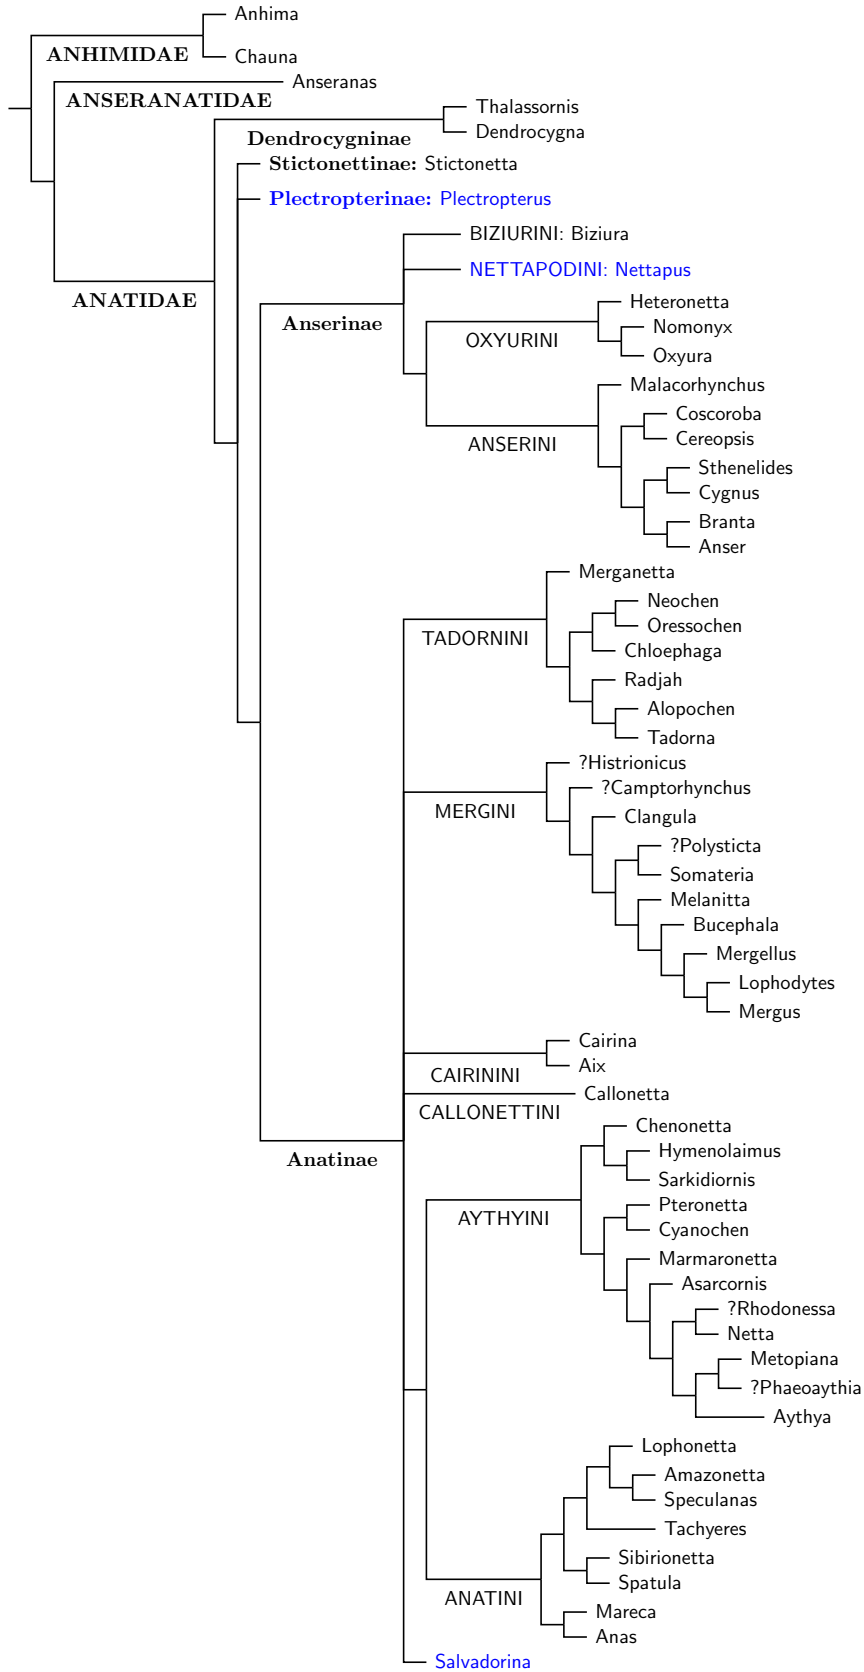 Anhima
ANHIMIDAE
Chauna
Anseranas
ANSERANATIDAE
Thalassornis
Dendrocygninae
Dendrocygna
Stictonettinae: Stictonetta
Plectropterinae: Plectropterus
ANATIDAE
BIZIURINI: Biziura
NETTAPODINI: Nettapus
Anserinae
Heteronetta
OXYURINI
Nomonyx
Oxyura
Malacorhynchus
ANSERINI
Coscoroba
Cereopsis
Sthenelides
Cygnus
Branta
Anser
Merganetta
TADORNINI
Neochen
Oressochen
Chloephaga
Radjah
Alopochen
Tadorna
?Histrionicus
MERGINI
?Camptorhynchus
Clangula
?Polysticta
Somateria
Melanitta
Bucephala
Mergellus
Lophodytes
Mergus
Cairina
CAIRININI
Aix
Callonetta
CALLONETTINI
Anatinae
Chenonetta
Hymenolaimus
Sarkidiornis
AYTHYINI
Pteronetta
Cyanochen
Marmaronetta
Asarcornis
?Rhodonessa
Netta
Metopiana
?Phaeoaythia
Aythya
Lophonetta
Amazonetta
Speculanas
Tachyeres
Sibirionetta
Spatula
ANATINI
Mareca
Anas
Salvadorina